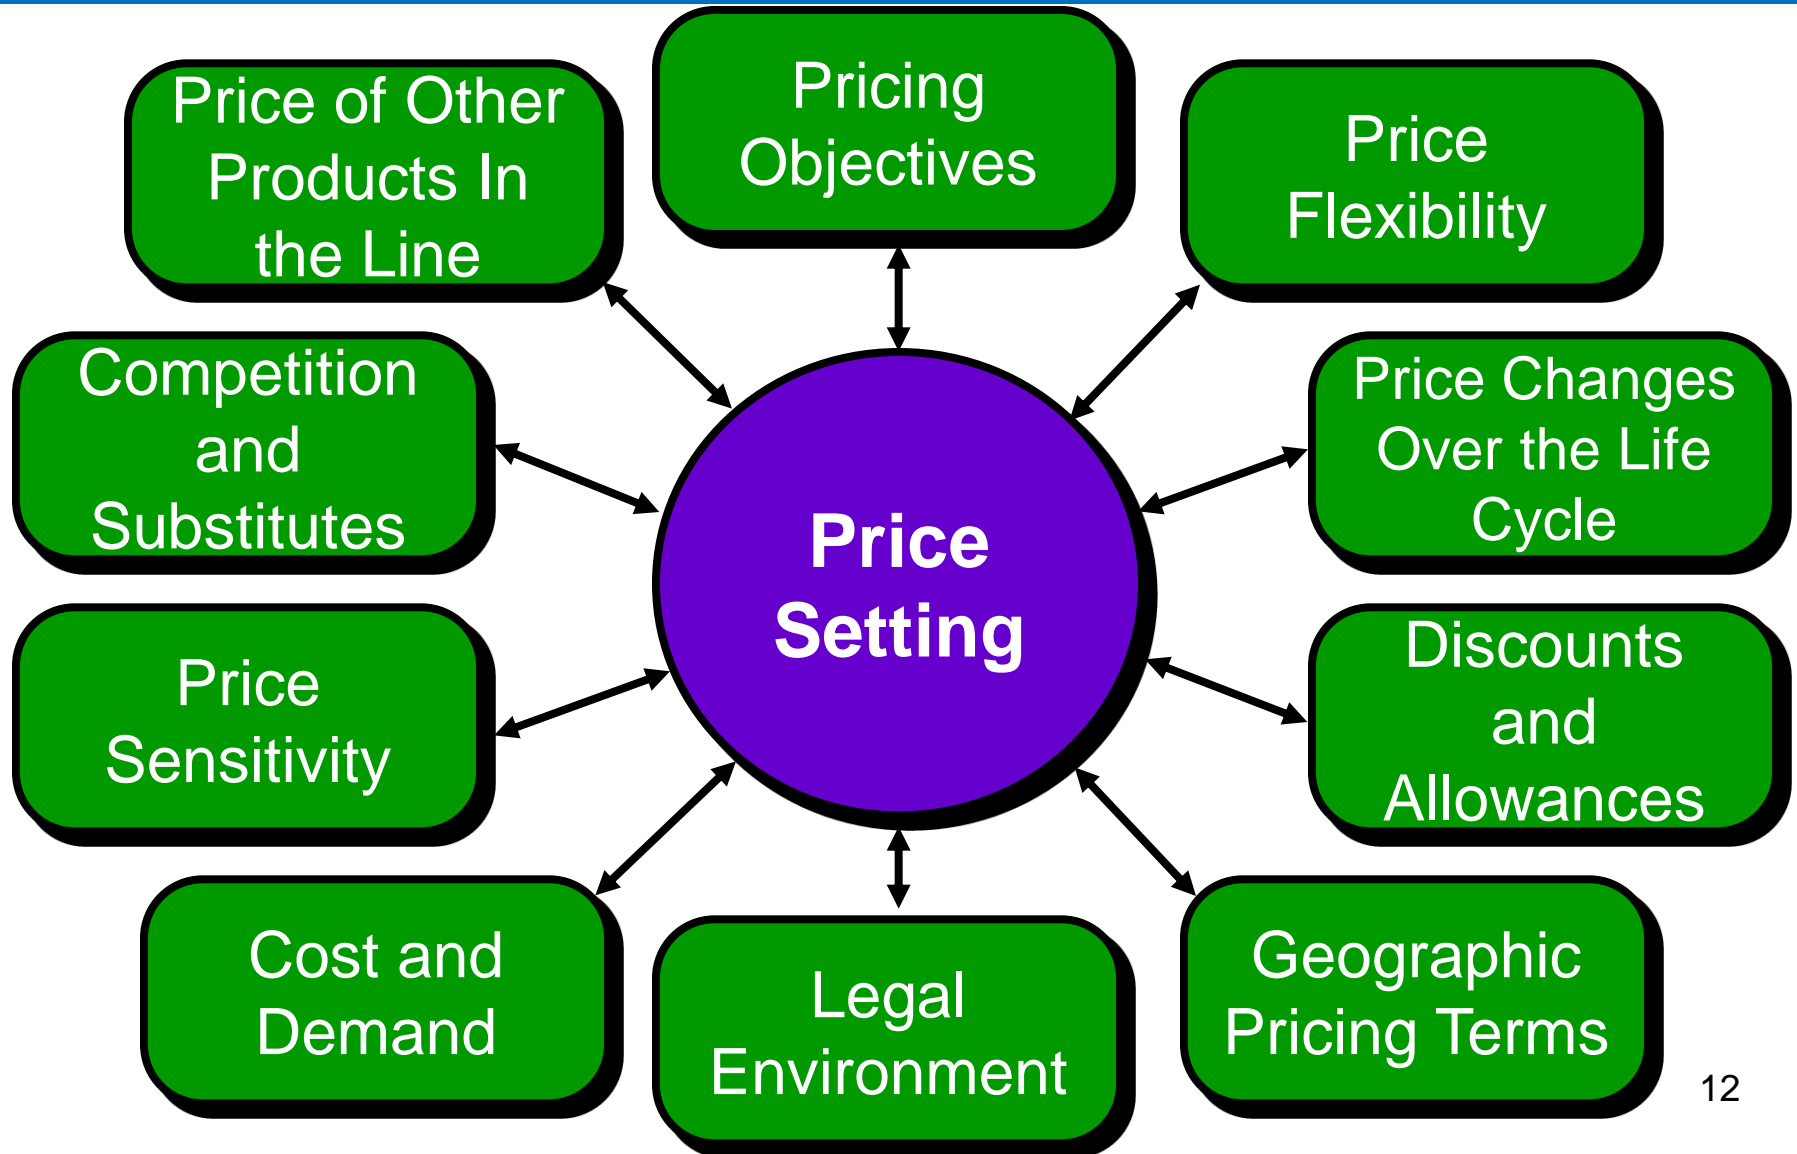 Pricing
Objectives
Price of Other
Products In
the Line
Price
Flexibility
Competition
and
Substitutes
Price Changes
Over the Life
Cycle
Price
Setting
Price
Sensitivity
Discounts
and
Allowances
Cost and
Demand
Legal
Environment
Geographic
Pricing Terms
12